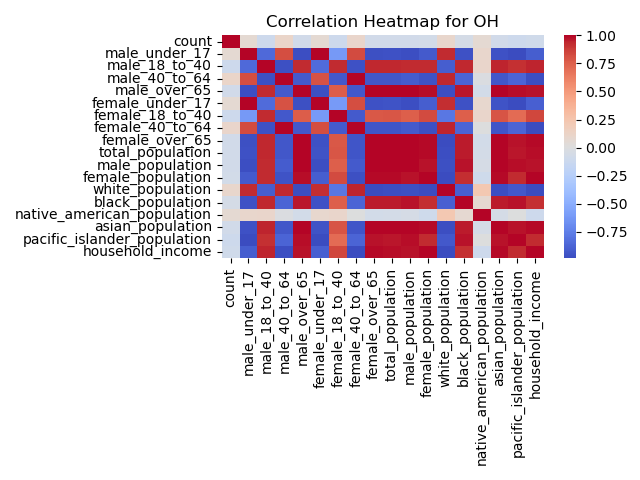 Correlation Heatmap for OH
count
male_under_17
male_18_to_40
male_40_to_64
male_over_65
female_under_17
female_18_to_40
female_40_to_64
female_over_65
total_population
male_population
female_population
white_population
black_population
native_american_population
asian_population
pacific_islander_population
household_income
1.00
0.75
0.50
0.25
0.00
−0.25
−0.50
−0.75
count
male_under_17
male_18_to_40
male_40_to_64
male_over_65
female_under_17
female_18_to_40
female_40_to_64
female_over_65
total_population
male_population
female_population
white_population
black_population
native_american_population
asian_population
pacific_islander_population
household_income